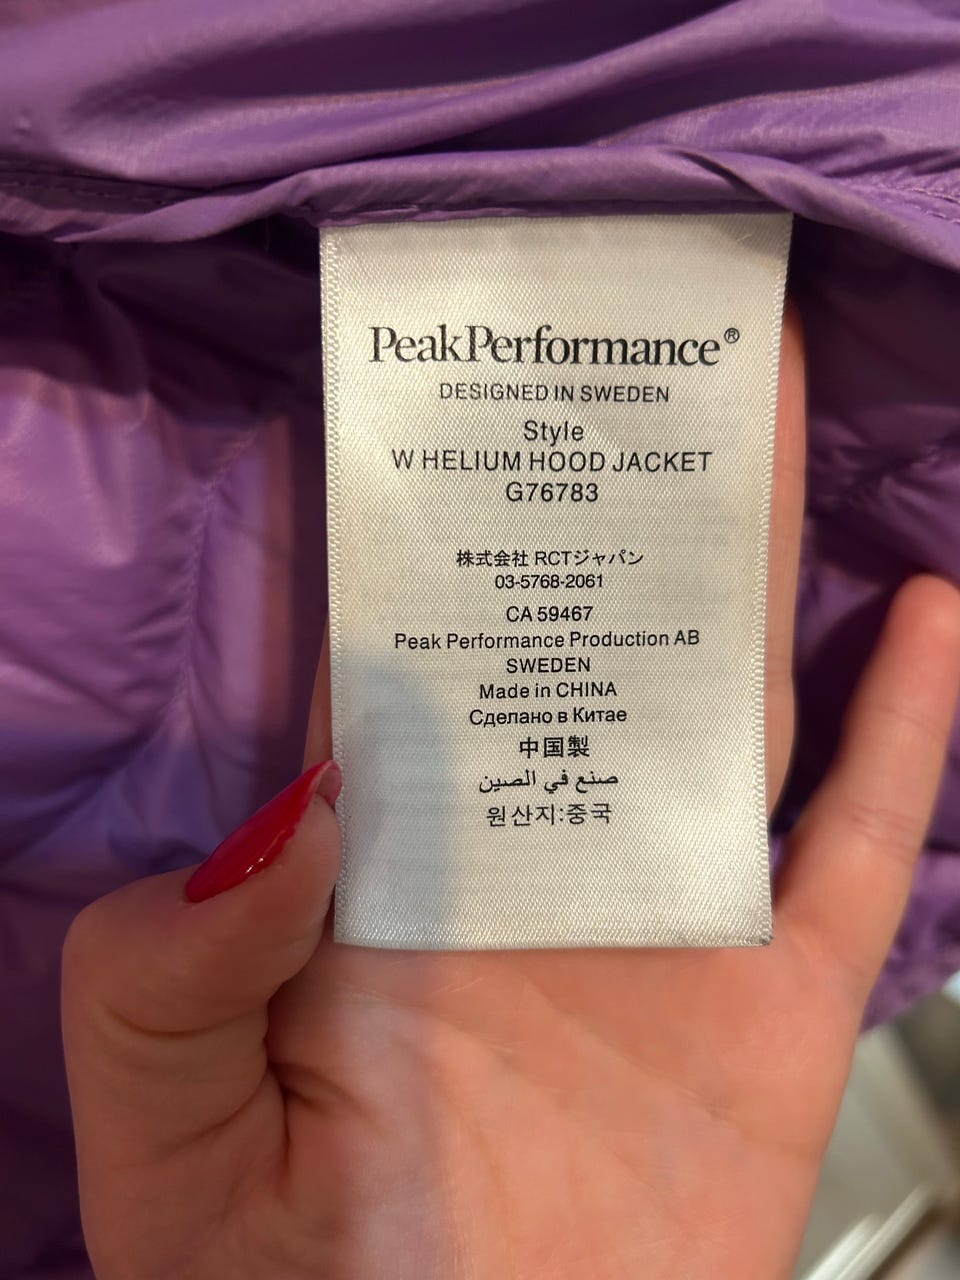 PeakPerformance®
DESIGNED IN SWEDEN
Style
W HELIUM HOOD JACKET
G76783
株式会社 RCTジャパン
03-5768-2061
CA 59467
Peak Performance Production AB
SWEDEN
Made in CHINA
Сделано в Китае
中国製
صنع في الصين
원산지:중국